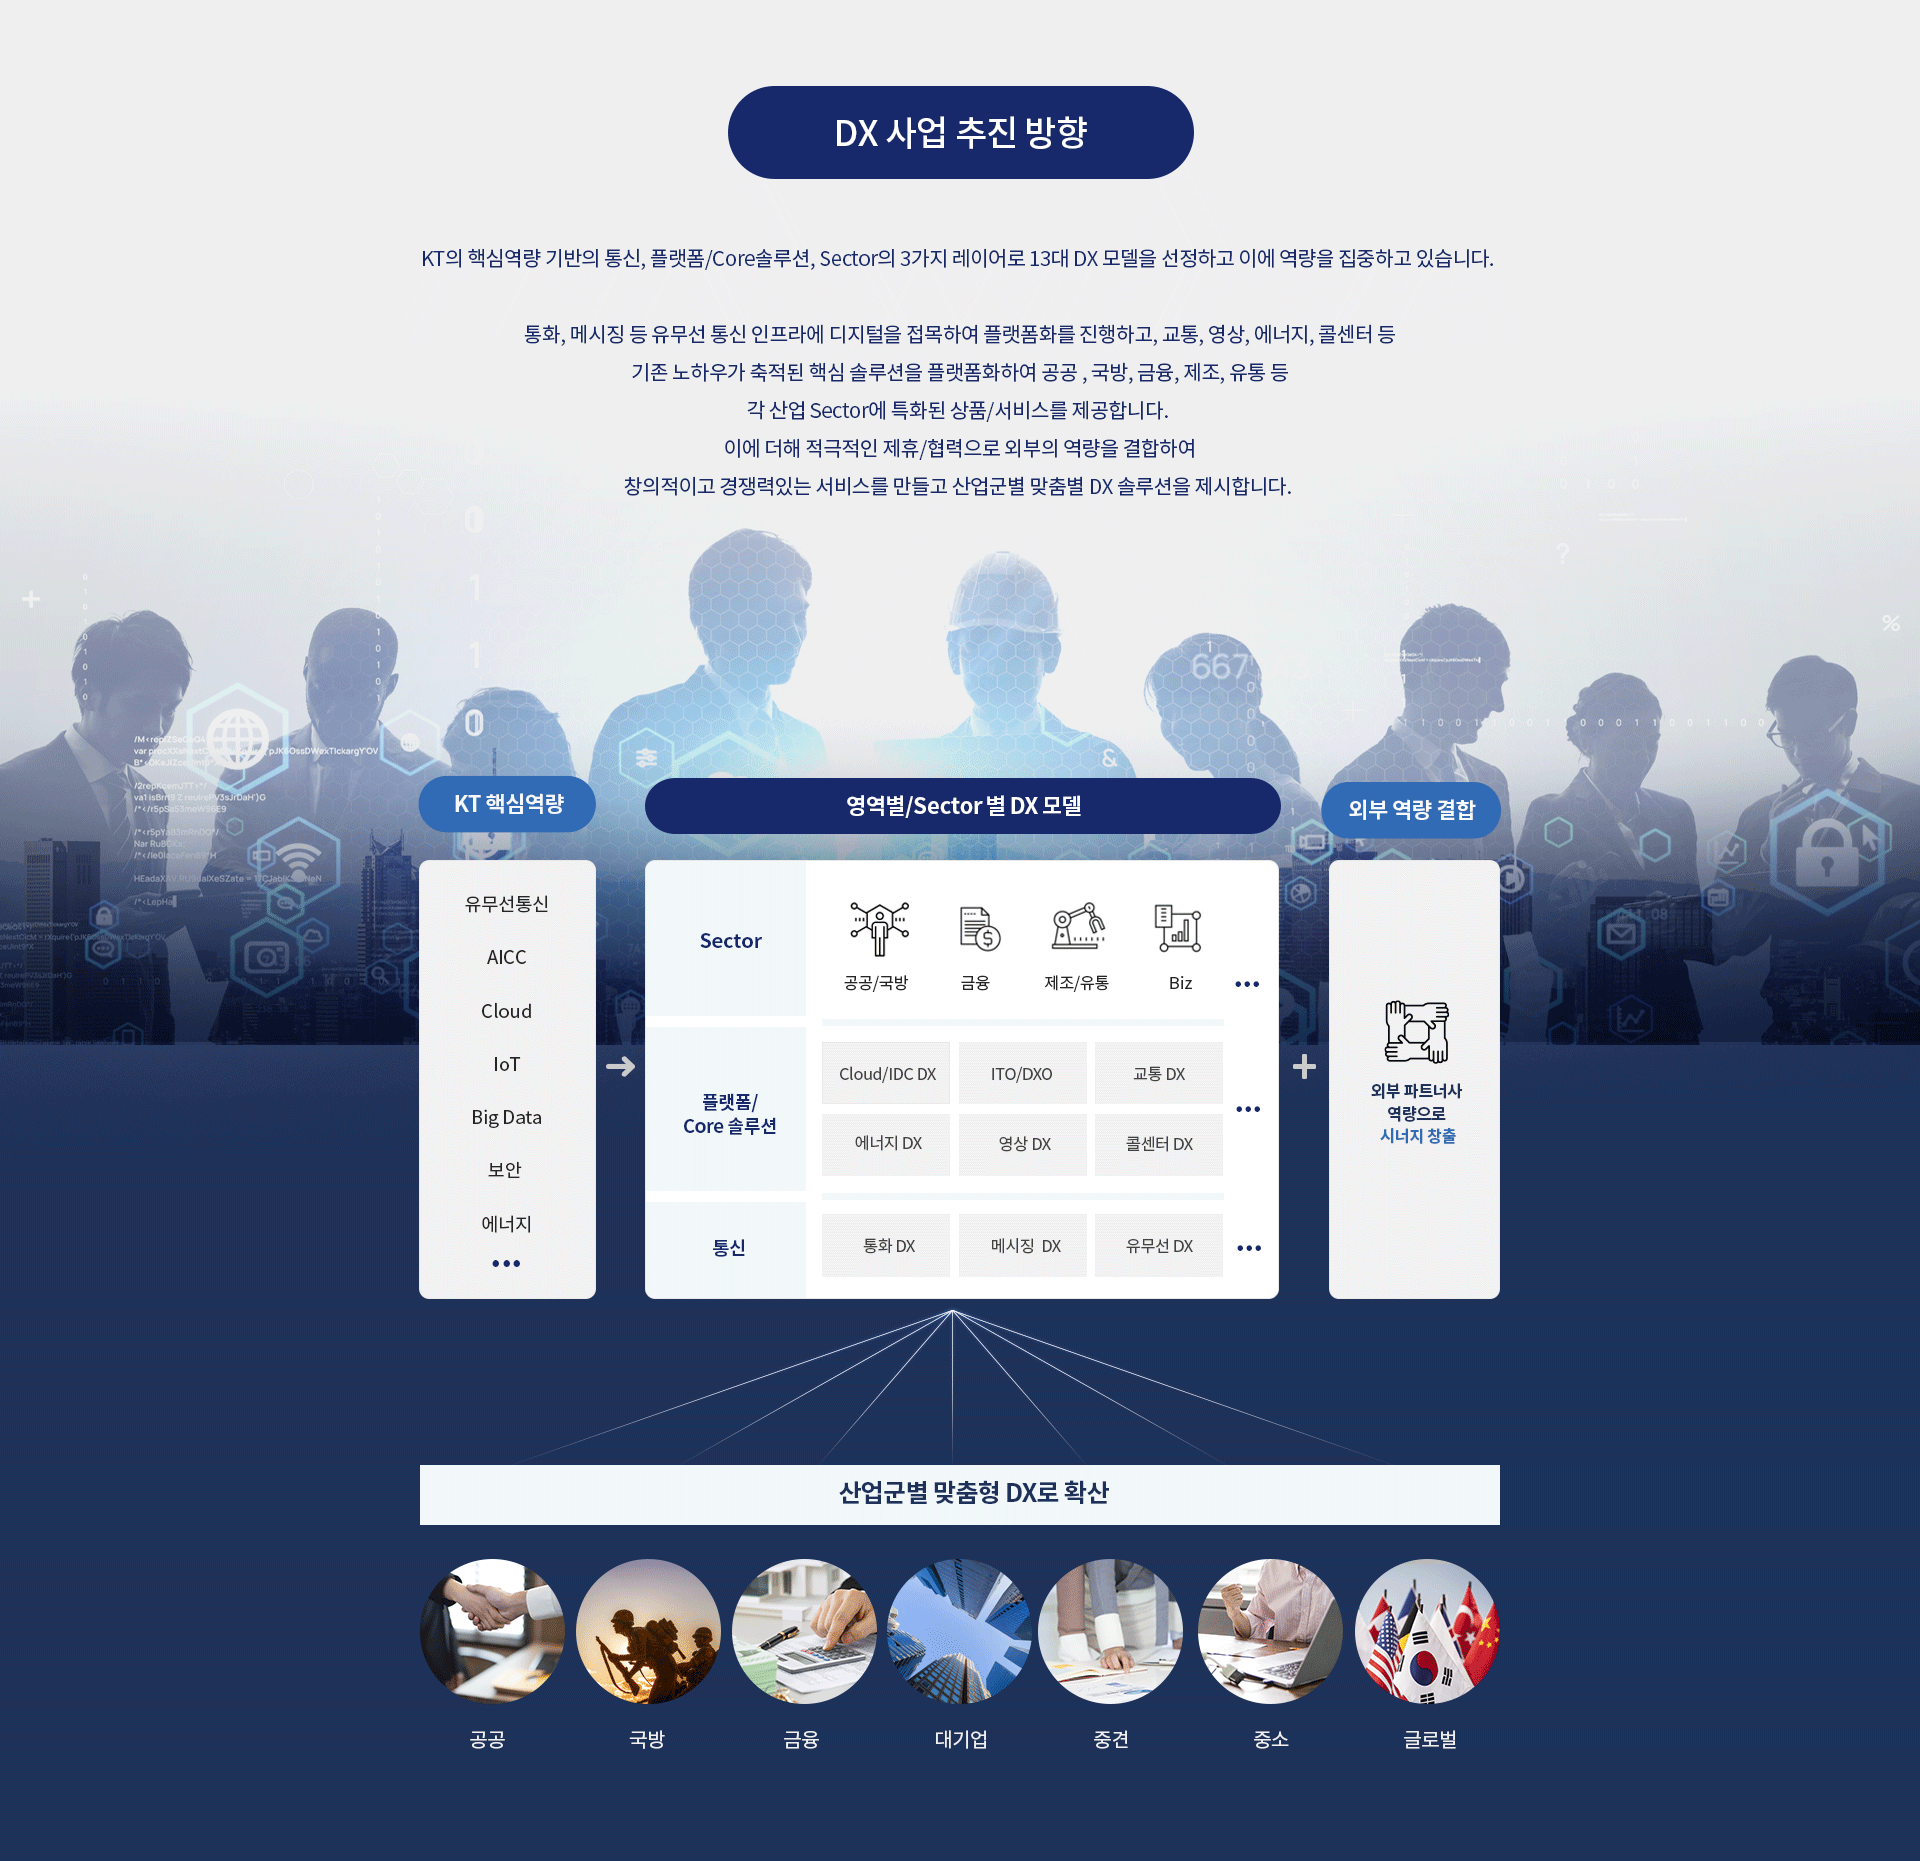 DX 사업 추진 방향
KT의 핵심역량 기반의 통신, 플랫폼/Core솔루션, Sector의 3가지 레이어로 13대 DX 모델을 선정하고 이에 역량을 집중하고 있습니다.
통화, 메시징 등 유무선 통신 인프라에 디지털을 접목하여 플랫폼화를 진행하고, 교통, 영상, 에너지, 콜센터 등
기존 노하우가 축적된 핵심 솔루션을 플랫폼화하여 공공 , 국방, 금융, 제조, 유통 등
각 산업 Sector에 특화된 상품/서비스를 제공합니다.
이에 더해 적극적인 제휴/협력으로 외부의 역량을 결합하여
창의적이고 경쟁력있는 서비스를 만들고 산업군별 맞춤별 DX 솔루션을 제시합니다.
667
KT 핵심역량
유무선통신
AICC
Cloud
IoT
Big Data
보안
에너지
•••
영역별/Sector 별 DX 모델
Sector
공공/국방
금융
제조/유통
Biz
•••
플랫폼/
Core 솔루션
Cloud/IDC DX
ITO/DXO
교통 DX
•••
에너지 DX
영상 DX
콜센터 DX
통신
통화 DX
메시징 DX
유무선 DX
•••
외부 역량 결합
외부 파트너사
역량으로
시너지 창출
산업군별 맞춤형 DX로 확산
공공
국방
금융
대기업
중견
중소
글로벌